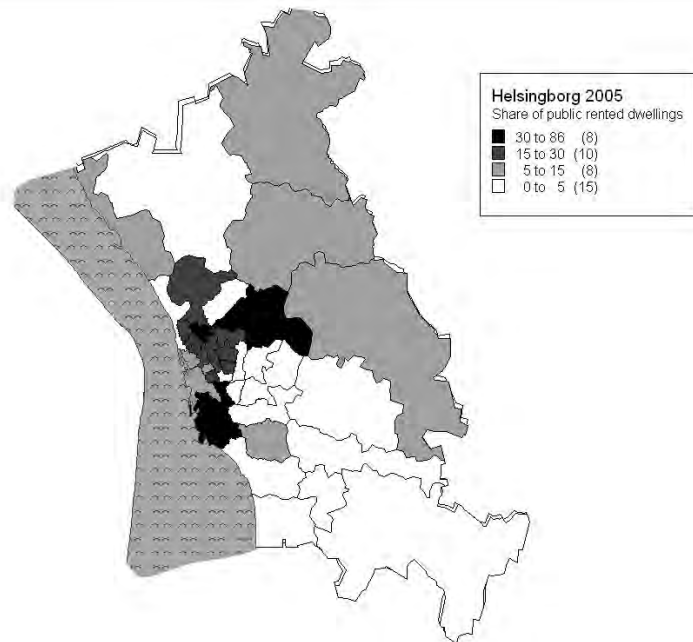 Helsingborg 2005
Share of public rented dwellings
30 to 86 (8)
15 to 30 (10)
5 to 15 (8)
0 to 5 (15)